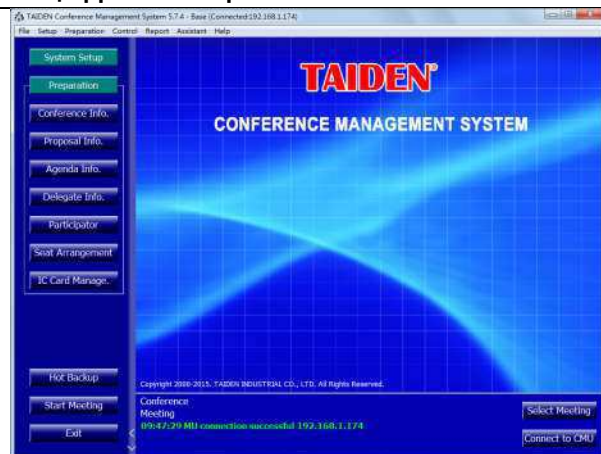 TAIDEN Conference Management System 5.7.4 - Base (Connected:192.168.1.174)
File Setup Preparation Control Report Assistant Help
System Setup
Preparation
Conference Info.
Proposal Info.
Agenda Info.
Delegate Info.
Participator
Seat Arrangement
IC Card Manage.
Hot Backup
Start Meeting
Exit
TAIDEN®
CONFERENCE MANAGEMENT SYSTEM
Copyright 2000-2015. TAIDEN INDUSTRIAL CO., LTD. All Rights Reserved.
Conference
Meeting
09:47:29 MU connection successful 192.168.1.174
Select Meeting
Connect to CMU